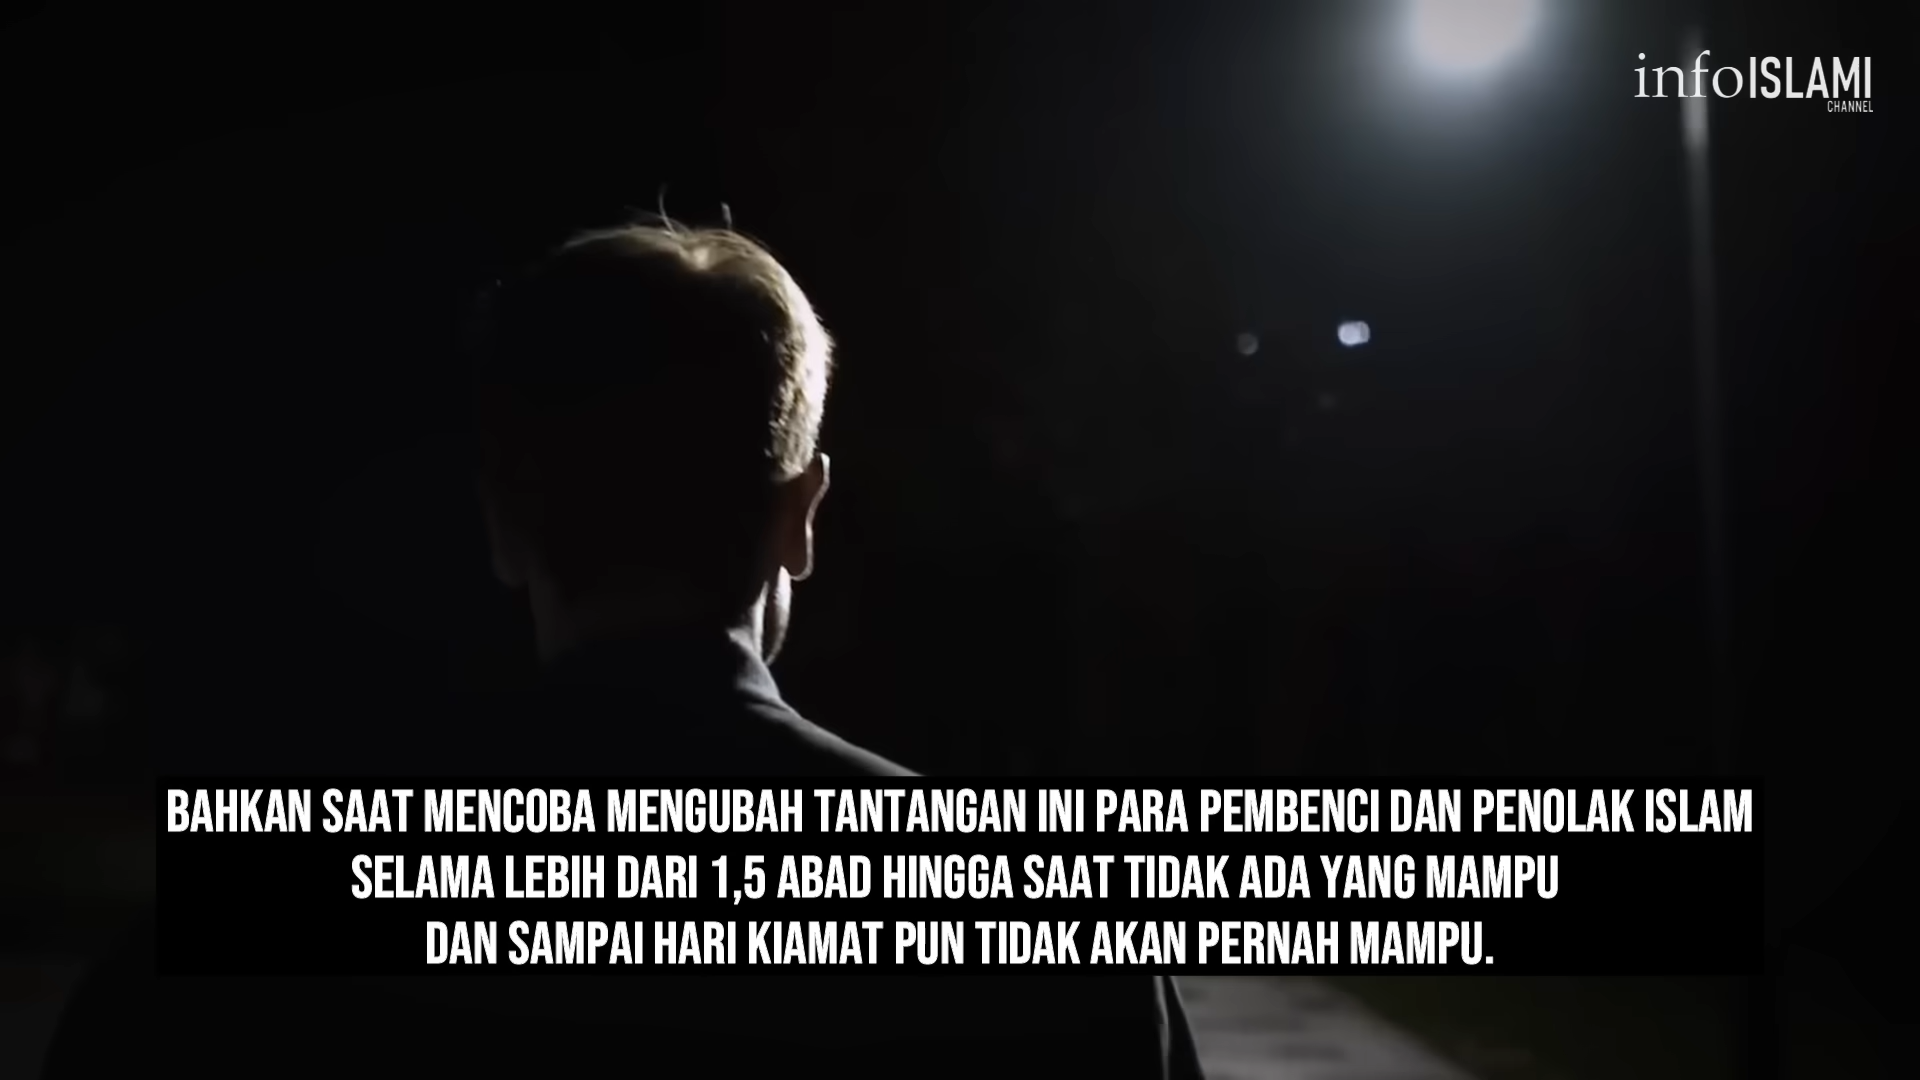 infoISLAMI
CHANNEL
BAHKAN SAAT MENCOBA MENGUBAH TANTANGAN INI PARA PEMBENCI DAN PENOLAK ISLAM
SELAMA LEBIH DARI 1,5 ABAD HINGGA SAAT TIDAK ADA YANG MAMPU
DAN SAMPAI HARI KIAMAT PUN TIDAK AKAN PERNAH MAMPU.